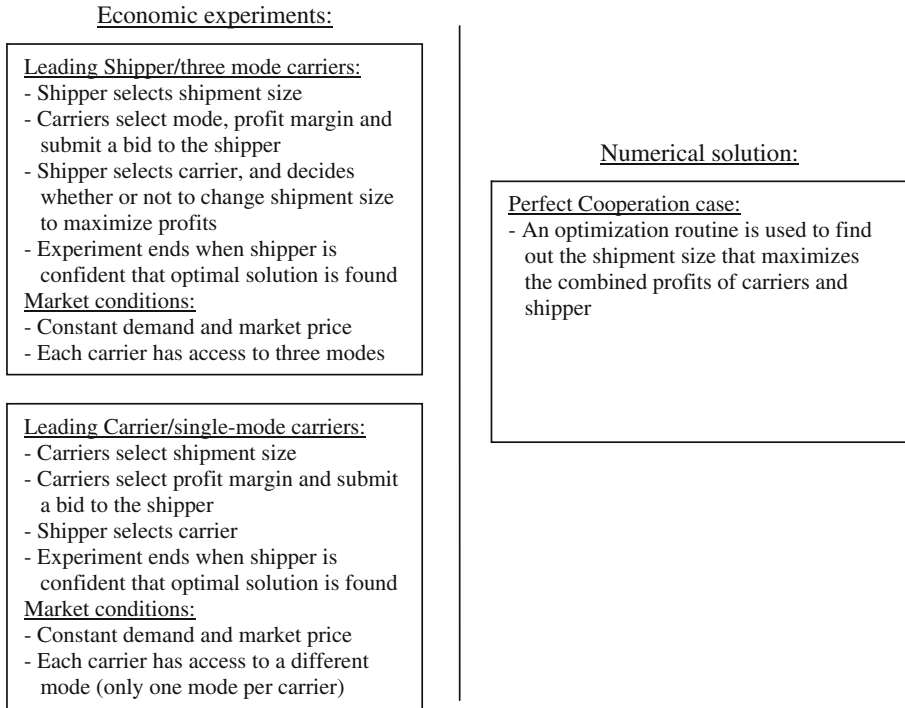 Economic experiments:
Leading Shipper/three mode carriers:
- Shipper selects shipment size
- Carriers select mode, profit margin and
submit a bid to the shipper
- Shipper selects carrier, and decides
whether or not to change shipment size
to maximize profits
- Experiment ends when shipper is
confident that optimal solution is found
Market conditions:
- Constant demand and market price
- Each carrier has access to three modes
Leading Carrier/single-mode carriers:
- Carriers select shipment size
- Carriers select profit margin and submit
a bid to the shipper
- Shipper selects carrier
- Experiment ends when shipper is
confident that optimal solution is found
Market conditions:
- Constant demand and market price
- Each carrier has access to a different
mode (only one mode per carrier)
Numerical solution:
Perfect Cooperation case:
- An optimization routine is used to find
out the shipment size that maximizes
the combined profits of carriers and
shipper